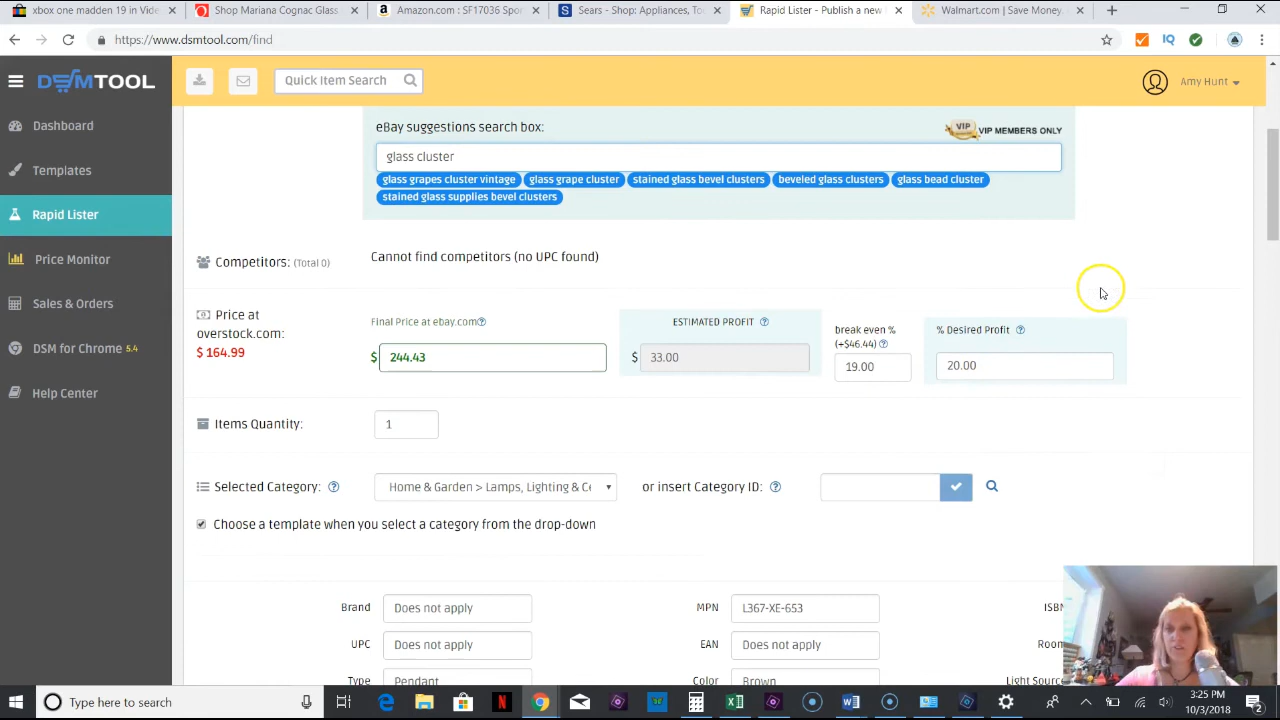 xbox one madden 19 in Vide
Shop Mariana Cognac Glass
Amazon.com : SF17036 Spor
Sears - Shop: Appliances, To
Rapid Lister - Publish a new
Walmart.com | Save Money.
https://www.dsmtool.com/find
DSMTOOL
Quick Item Search
Amy Hunt
Dashboard
Templates
Rapid Lister
Price Monitor
Sales & Orders
DSM for Chrome 5.4
Help Center
eBay suggestions search box:
VIP VIP MEMBERS ONLY
glass cluster
glass grapes cluster vintage glass grape cluster stained glass bevel clusters beveled glass clusters glass bead cluster
stained glass supplies bevel clusters
Competitors: (Total 0) Cannot find competitors (no UPC found)
Price at
overstock.com:
$ 164.99
Final Price at ebay.com
$ 244.43
ESTIMATED PROFIT
$ 33.00
break even %
(+$46.44)
19.00
% Desired Profit
20.00
Items Quantity: 1
Selected Category: Home & Garden > Lamps, Lighting & Ce or insert Category ID:
Choose a template when you select a category from the drop-down
Brand Does not apply MPN L367-XE-653 ISBN
UPC Does not apply EAN Does not apply Room
Type Pendant Color Brown Light Source
Type here to search
3:25 PM
10/3/2018
2